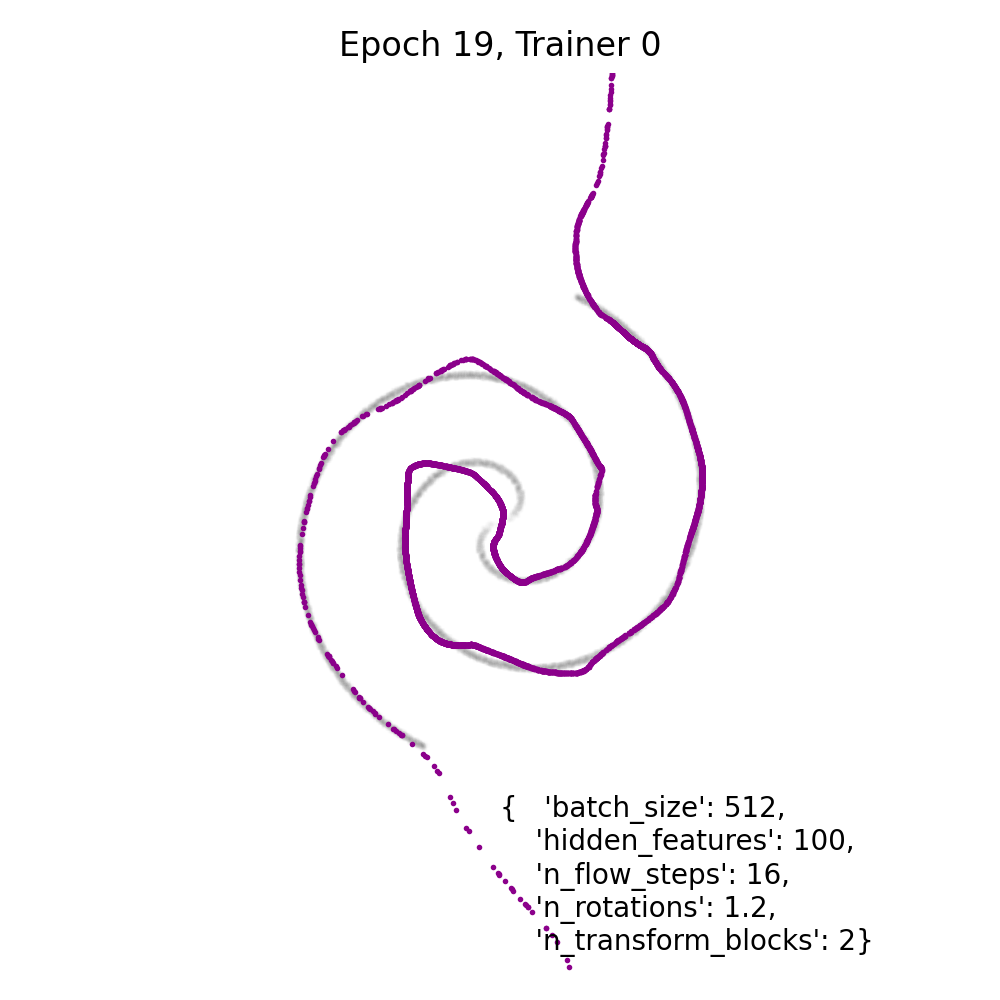 Epoch 19, Trainer 0
{   'batch_size': 512,
'hidden_features': 100,
'n_flow_steps': 16,
'n_rotations': 1.2,
'n_transform_blocks': 2}